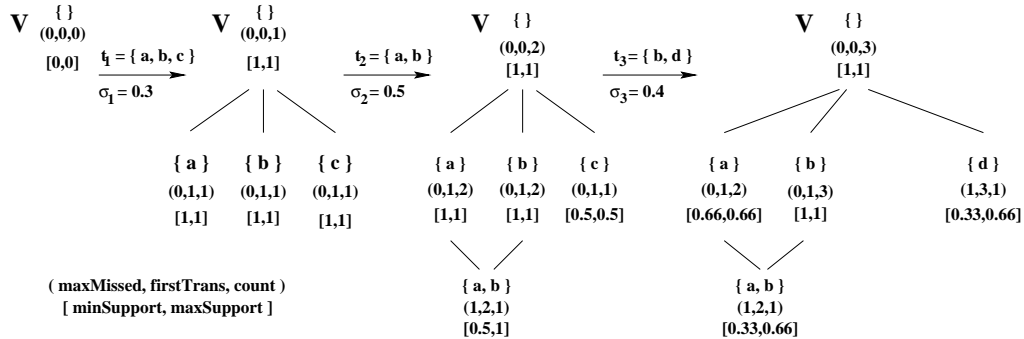 V { } V { } V { } V { }
(0,0,0) (0,0,1) (0,0,2) (0,0,3)
[0,0] [1,1] [1,1] [1,1]
t1 = { a, b, c } t2 = { a, b } t3 = { b, d }
σ1 = 0.3 σ2 = 0.5 σ3 = 0.4
{ a } { b } { c } { a } { b } { c } { a } { b } { d }
(0,1,1) (0,1,1) (0,1,1) (0,1,2) (0,1,2) (0,1,1) (0,1,2) (0,1,3) (1,3,1)
[1,1] [1,1] [1,1] [1,1] [1,1] [0.5,0.5] [0.66,0.66] [1,1] [0.33,0.66]
( maxMissed, firstTrans, count ) { a, b } { a, b }
[ minSupport, maxSupport ] (1,2,1) (1,2,1)
[0.5,1] [0.33,0.66]